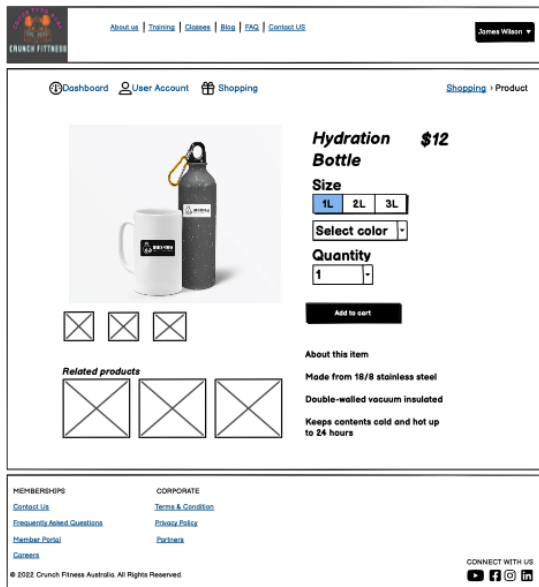 CRUNCH FITTNESS
About us | Training | Classes | Blog | FAQ | Contact US
James Wilson ▼
Dashboard User Account Shopping
Shopping > Product
Hydration Bottle $12
Size
1L 2L 3L
Select color
Quantity
1
Add to cart
Related products
About this item
Made from 18/8 stainless steel
Double-walled vacuum insulated
Keeps contents cold and hot up
to 24 hours
MEMBERSHIPS
Contact Us
Frequently Asked Questions
Member Portal
Careers
CORPORATE
Terms & Condition
Privacy Policy
Partners
© 2022 Crunch Fitness Australia. All Rights Reserved.
CONNECT WITH US